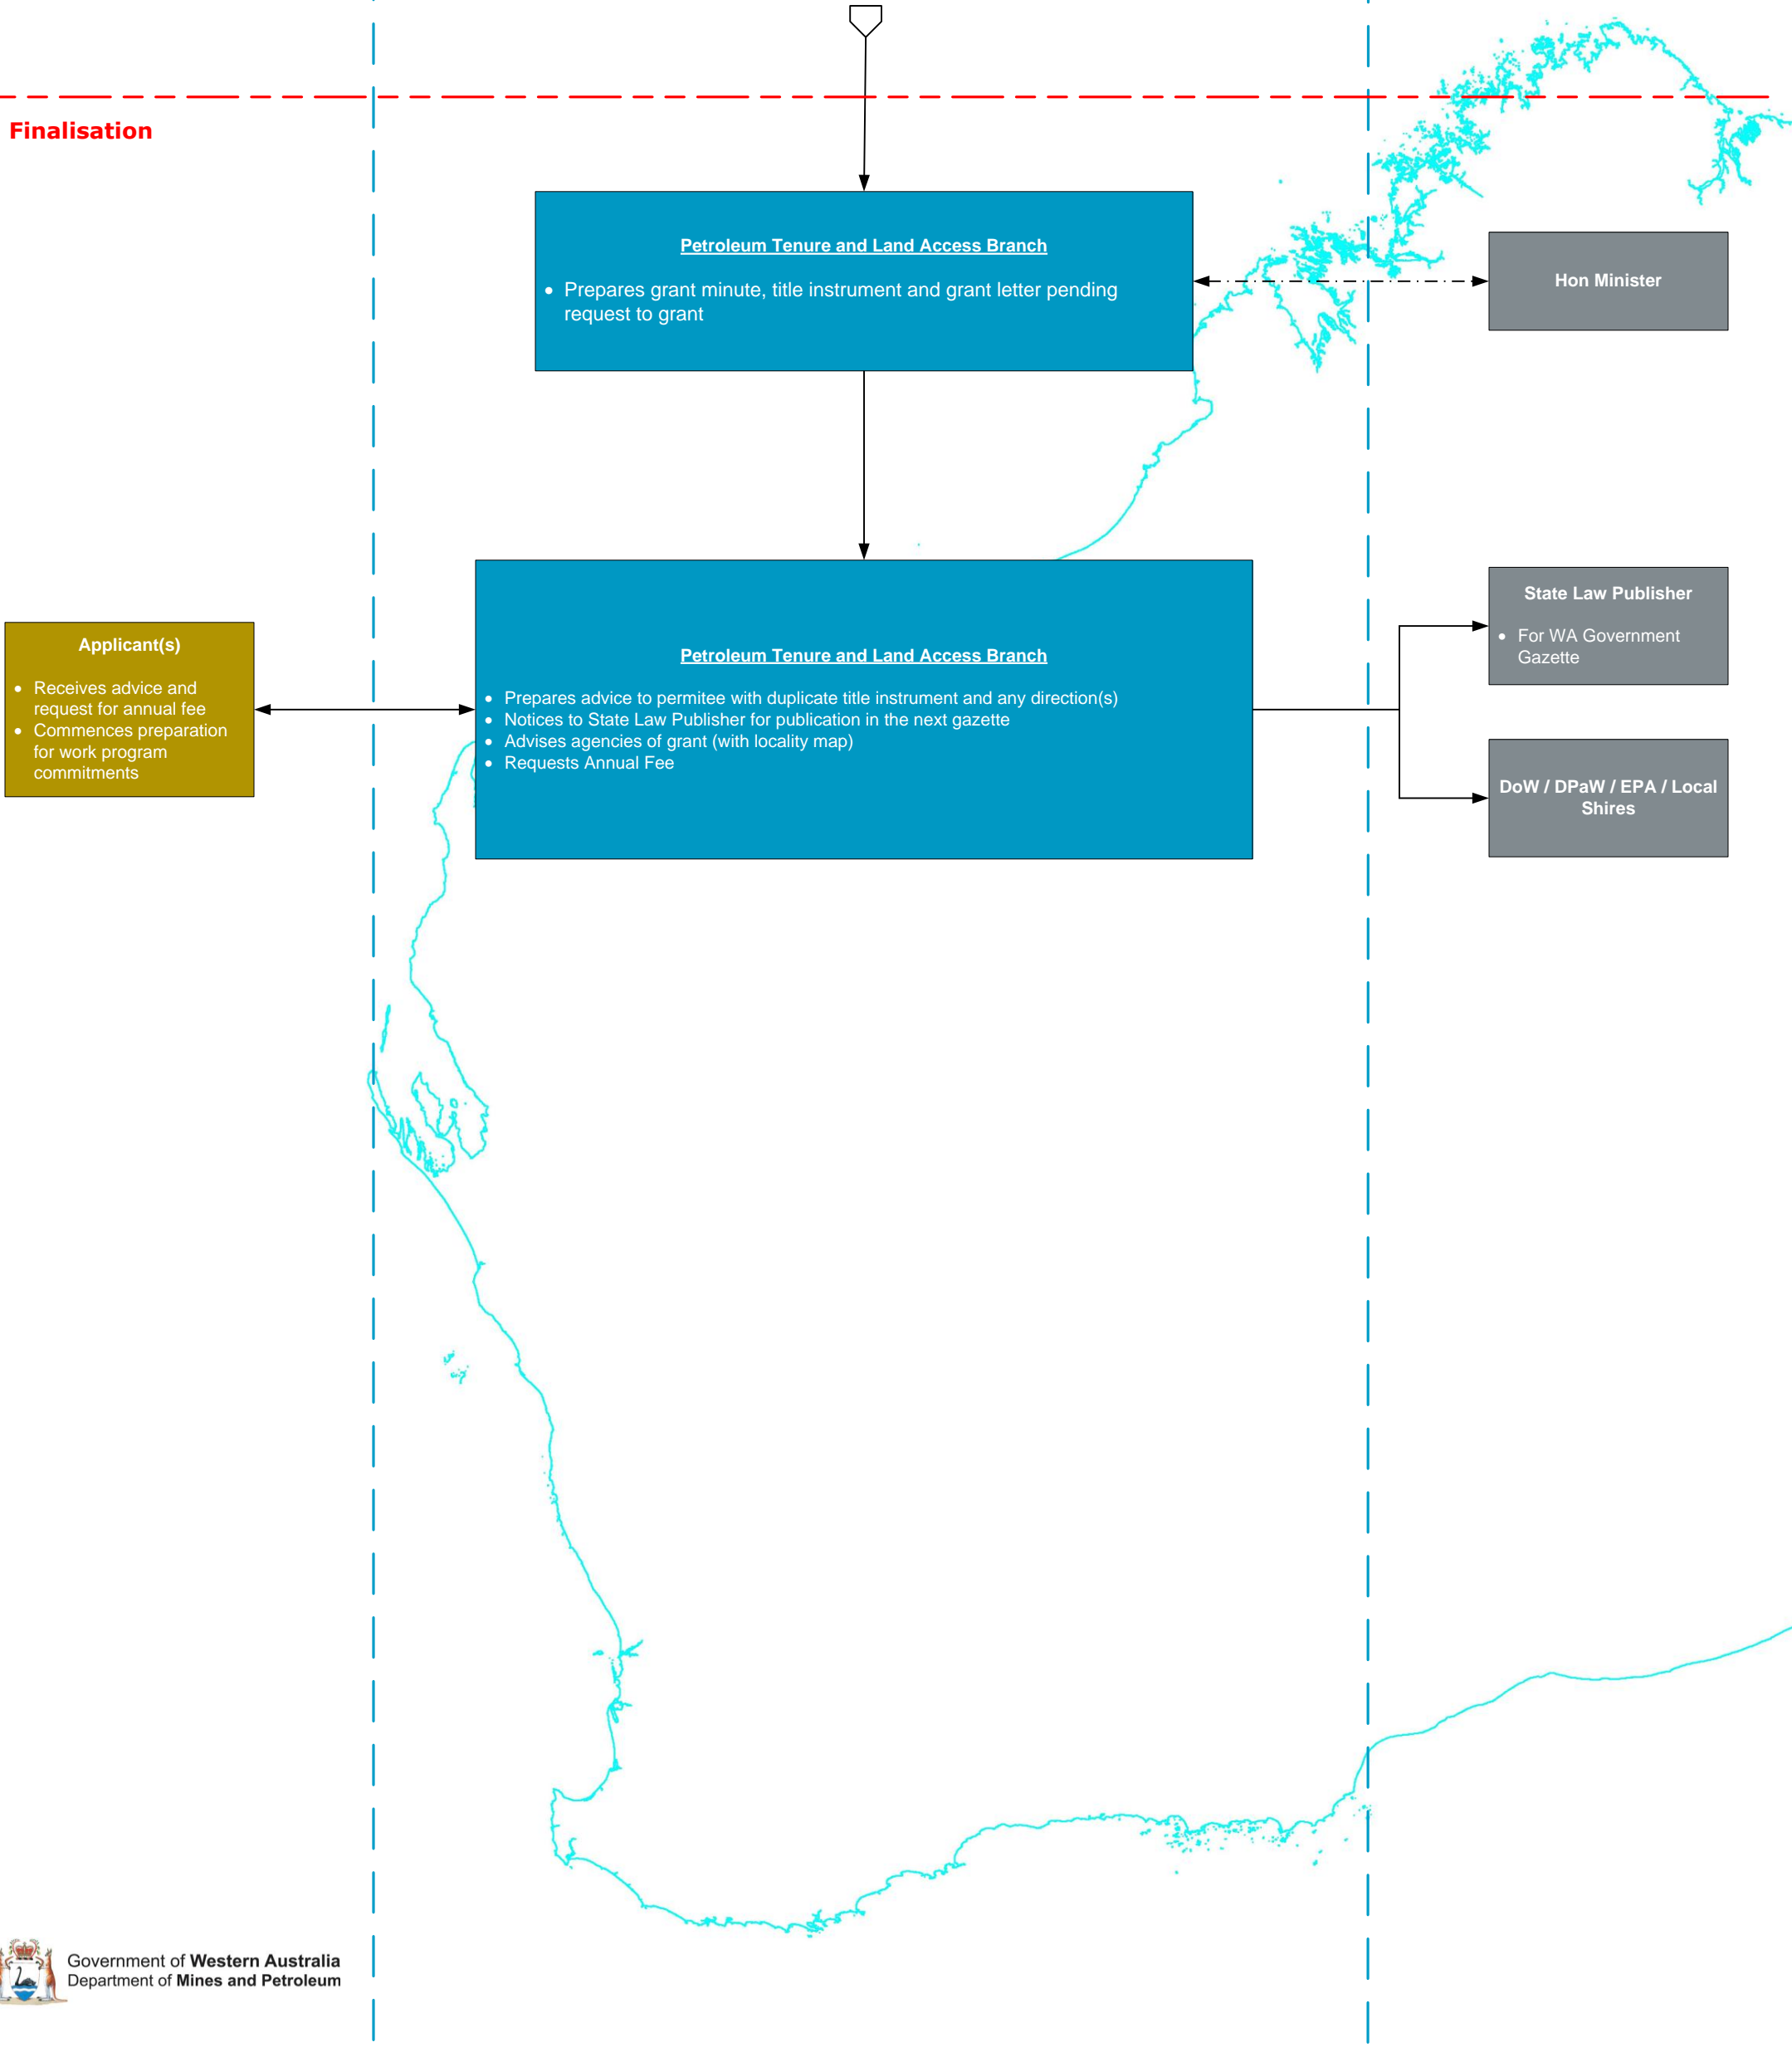 Finalisation
Petroleum Tenure and Land Access Branch
• Prepares grant minute, title instrument and grant letter pending
request to grant
Hon Minister
Applicant(s)
• Receives advice and
request for annual fee
• Commences preparation
for work program
commitments
Petroleum Tenure and Land Access Branch
• Prepares advice to permitee with duplicate title instrument and any direction(s)
• Notices to State Law Publisher for publication in the next gazette
• Advises agencies of grant (with locality map)
• Requests Annual Fee
State Law Publisher
• For WA Government
Gazette
DoW / DPaW / EPA / Local
Shires
Government of Western Australia
Department of Mines and Petroleum